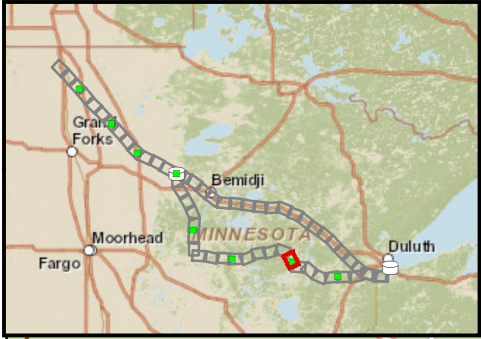 Grand
Forks
Bemidji
MINNESOTA
Moorhead
Duluth
Fargo